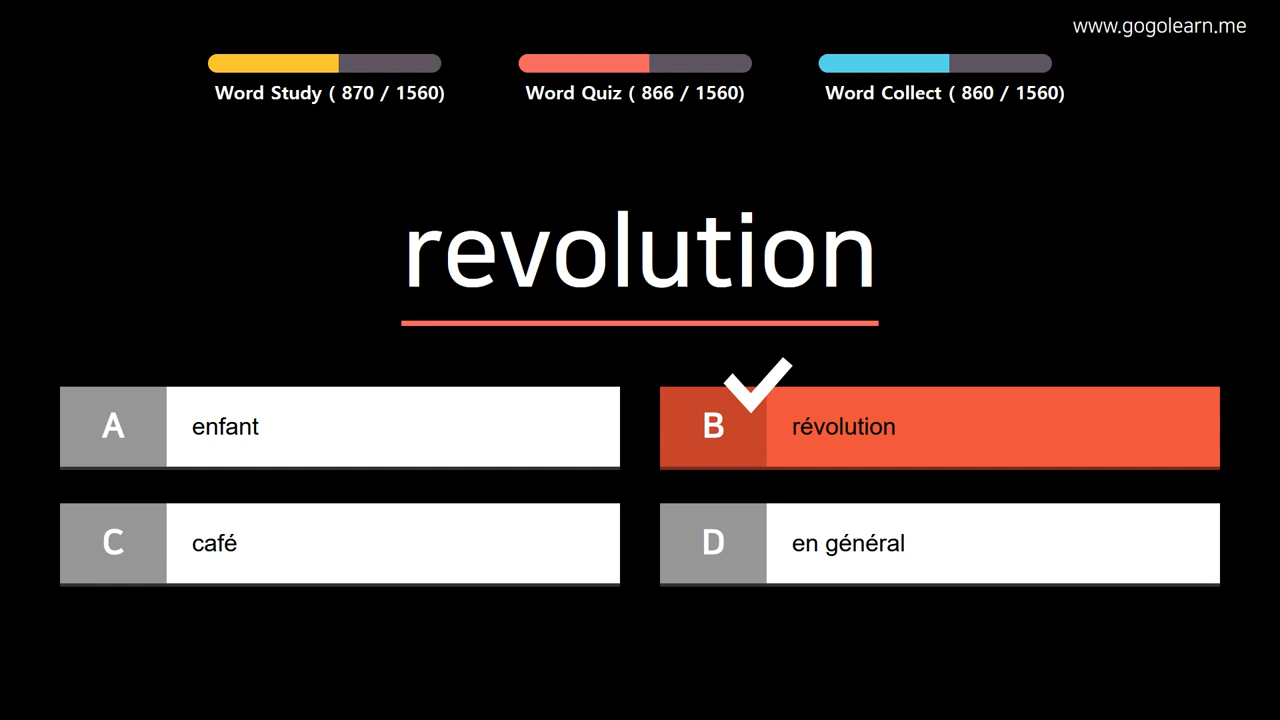 www.gogolearn.me
Word Study ( 870 / 1560)
Word Quiz ( 866 / 1560)
Word Collect ( 860 / 1560)
revolution
A enfant
B révolution
C café
D en général